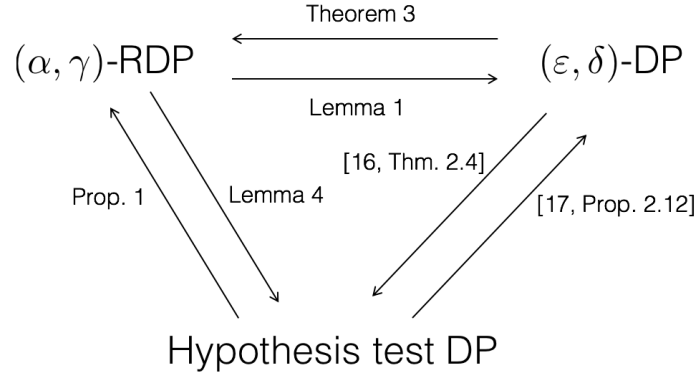 Theorem 3
(α, γ)-RDP
(ε, δ)-DP
Lemma 1
[16, Thm. 2.4]
Prop. 1
Lemma 4
[17, Prop. 2.12]
Hypothesis test DP